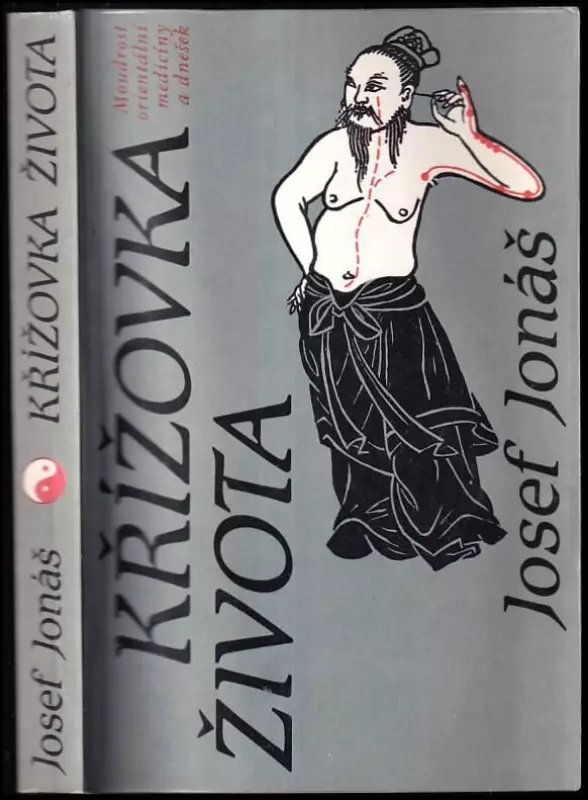 Josef Jonáš
KŘÍŽOVKA ŽIVOTA
Moudrost
orientální
medicíny
a dnešek
KŘÍŽOVKA
ŽIVOTA
Josef Jonáš